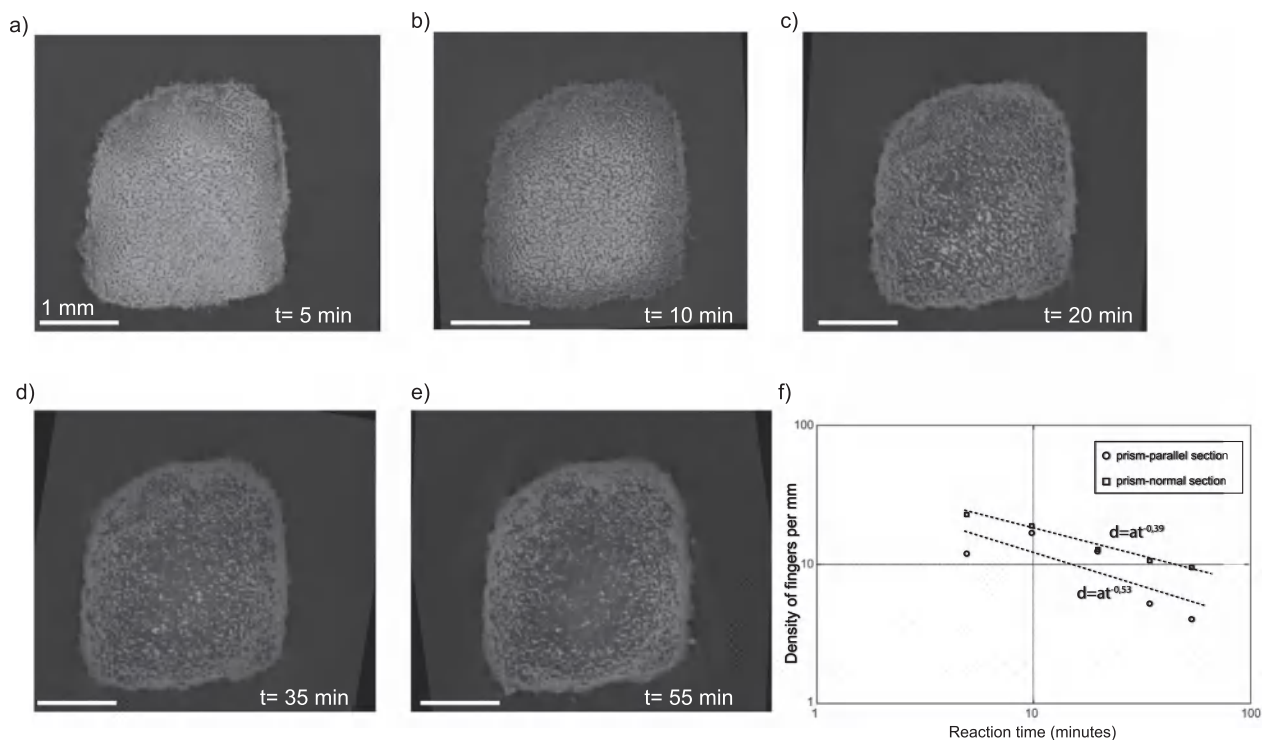 a)
1 mm
t= 5 min
b)
t= 10 min
c)
t= 20 min
d)
t= 35 min
e)
t= 55 min
f)
Density of fingers per mm
100
10
1
prism-parallel section
prism-normal section
d=at-0,39
d=at-0,53
1
10
100
Reaction time (minutes)